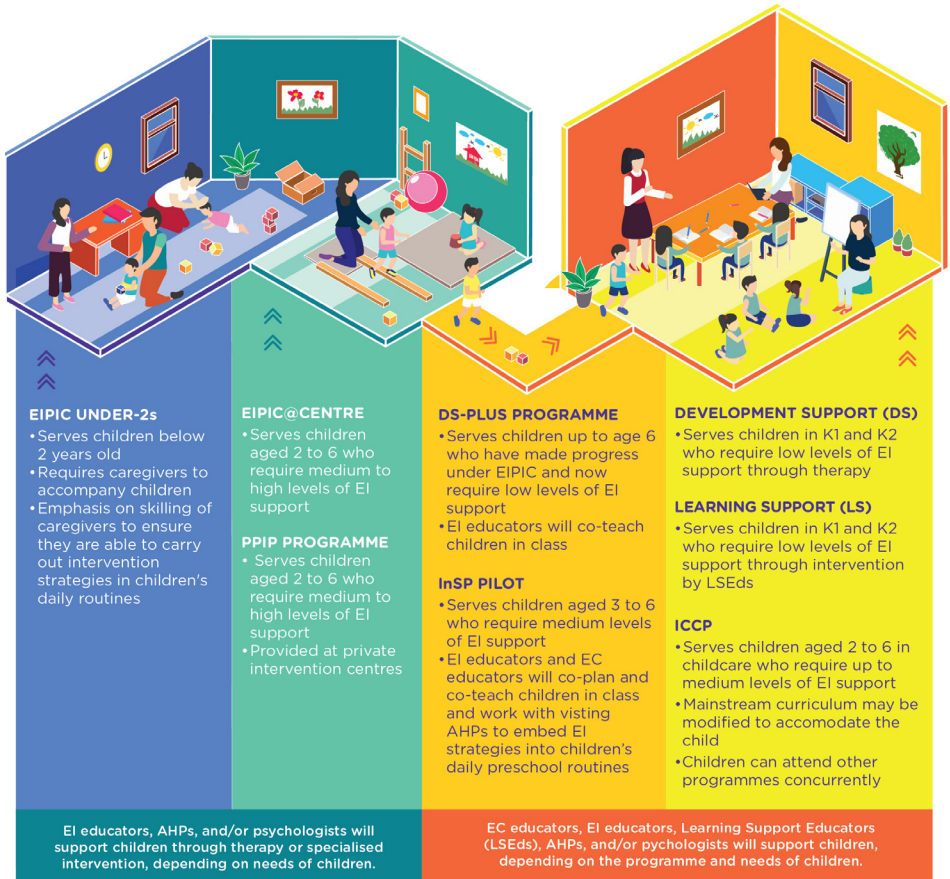 EIPIC UNDER-2s
•Serves children below
2 years old
•Requires caregivers to
accompany children
•Emphasis on skilling of
caregivers to ensure
they are able to carry
out intervention
strategies in children's
daily routines
EIPIC@CENTRE
•Serves children
aged 2 to 6 who
require medium to
high levels of EI
support
PPIP PROGRAMME
• Serves children
aged 2 to 6 who
require medium to
high levels of EI
support
•Provided at private
intervention centres
DS-PLUS PROGRAMME
•Serves children up to age 6
who have made progress
under EIPIC and now
require low levels of EI
support
•EI educators will co-teach
children in class
InSP PILOT
•Serves children aged 3 to 6
who require medium levels
of EI support
•EI educators and EC
educators will co-plan and
co-teach children in class
and work with visting
AHPs to embed EI
strategies into children's
daily preschool routines
DEVELOPMENT SUPPORT (DS)
•Serves children in K1 and K2
who require low levels of EI
support through therapy
LEARNING SUPPORT (LS)
•Serves children in K1 and K2
who require low levels of EI
support through intervention
by LSEds
ICCP
•Serves children aged 2 to 6 in
childcare who require up to
medium levels of EI support
•Mainstream curriculum may be
modified to accomodate the
child
•Children can attend other
programmes concurrently
EI educators, AHPs, and/or psychologists will
support children through therapy or specialised
intervention, depending on needs of children.
EC educators, EI educators, Learning Support Educators
(LSEds), AHPs, and/or pychologists will support children,
depending on the programme and needs of children.